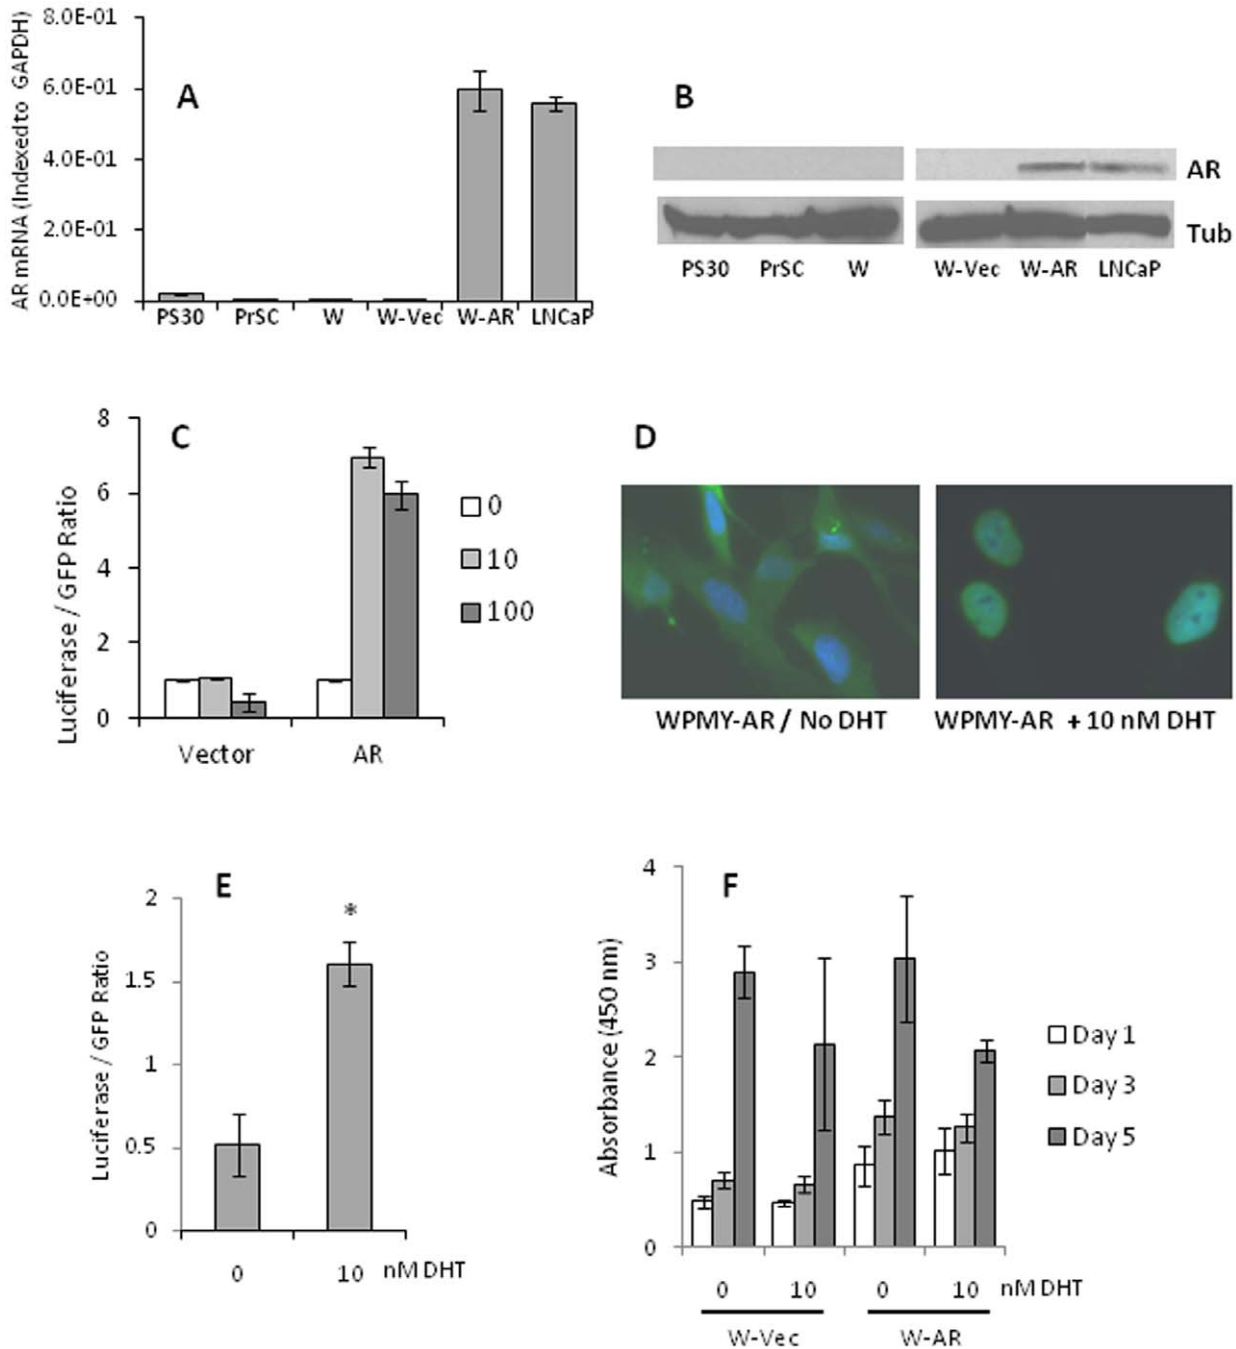 A
AR mRNA (Indexed to GAPDH)
8.0E-01
6.0E-01
4.0E-01
2.0E-01
0.0E+00
PS30 PrSC W W-Vec W-AR LNCaP
B
AR
Tub
PS30 PrSC W W-Vec W-AR LNCaP
C
Luciferase / GFP Ratio
8
6
4
2
0
0
10
100
Vector AR
D
WPMY-AR / No DHT WPMY-AR + 10 nM DHT
E
Luciferase / GFP Ratio
2
1.5
1
0.5
0
*
0 10 nM DHT
F
Absorbance (450 nm)
4
3
2
1
0
Day 1
Day 3
Day 5
0 10 0 10 nM DHT
W-Vec W-AR